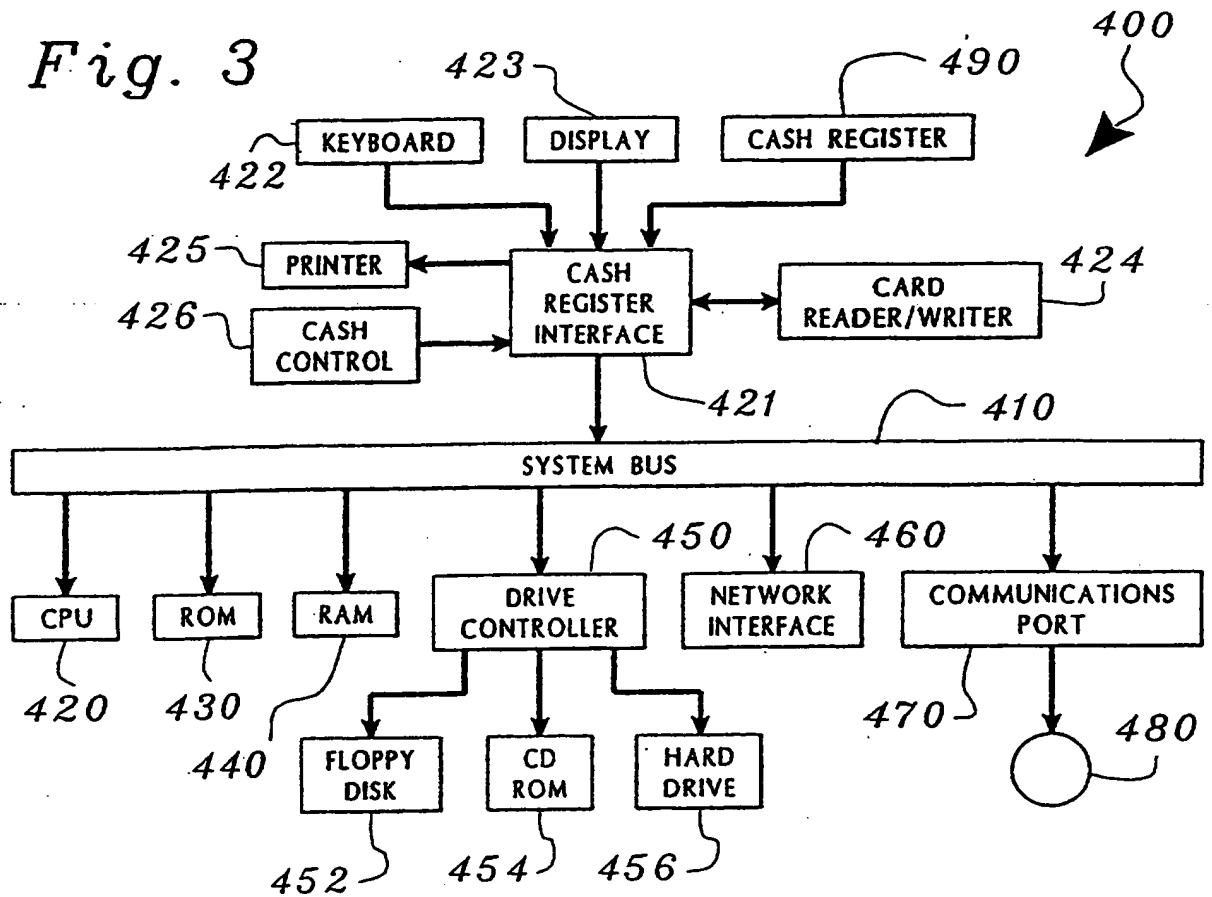 Fig. 3
400
423
490
KEYBOARD
DISPLAY
CASH REGISTER
422
425
PRINTER
CASH
REGISTER
INTERFACE
CARD
READER/WRITER
424
426
CASH
CONTROL
421
410
SYSTEM BUS
450
460
CPU
ROM
RAM
DRIVE
CONTROLLER
NETWORK
INTERFACE
COMMUNICATIONS
PORT
420
430
440
470
480
FLOPPY
DISK
CD
ROM
HARD
DRIVE
452
454
456